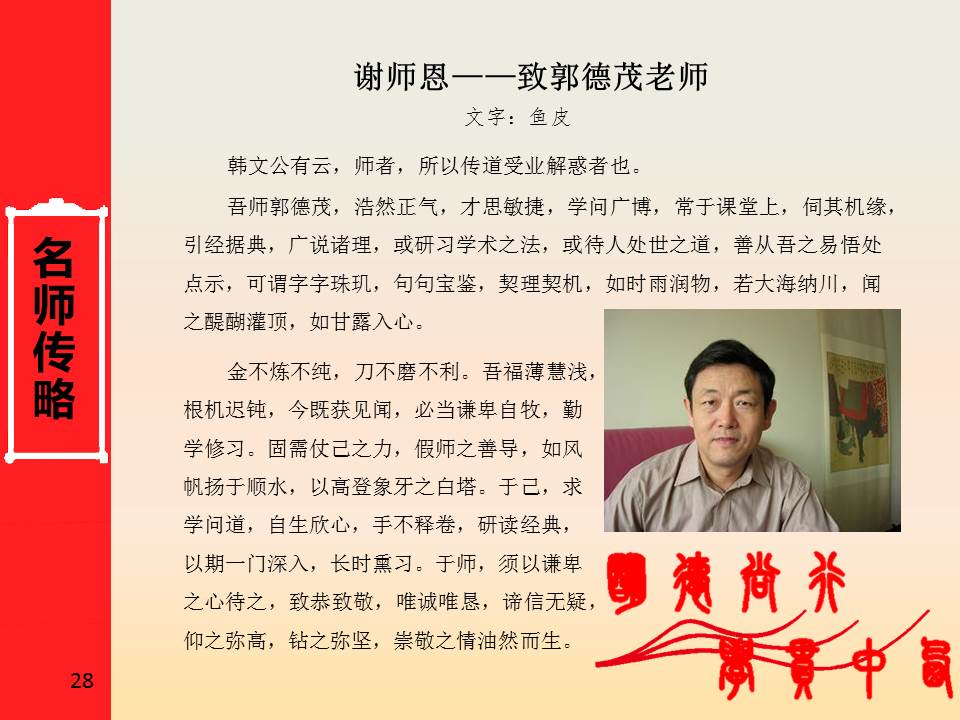 谢师恩——致郭德茂老师
文字：鱼皮
韩文公有云，师者，所以传道受业解惑者也。
吾师郭德茂，浩然正气，才思敏捷，学问广博，常于课堂上，伺其机缘，
引经据典，广说诸理，或研习学术之法，或待人处世之道，善从吾之易悟处
点示，可谓字字珠玑，句句宝鉴，契理契机，如时雨润物，若大海纳川，闻
之醍醐灌顶，如甘露入心。
金不炼不纯，刀不磨不利。吾福薄慧浅，
根机迟钝，今既获见闻，必当谦卑自牧，勤
学修习。固需仗己之力，假师之善导，如风
帆扬于顺水，以高登象牙之白塔。于己，求
学问道，自生欣心，手不释卷，研读经典，
以期一门深入，长时熏习。于师，须以谦卑
之心待之，致恭致敬，唯诚唯恳，谛信无疑，
仰之弥高，钻之弥坚，崇敬之情油然而生。
名师传略
德尚行
學貫中
28